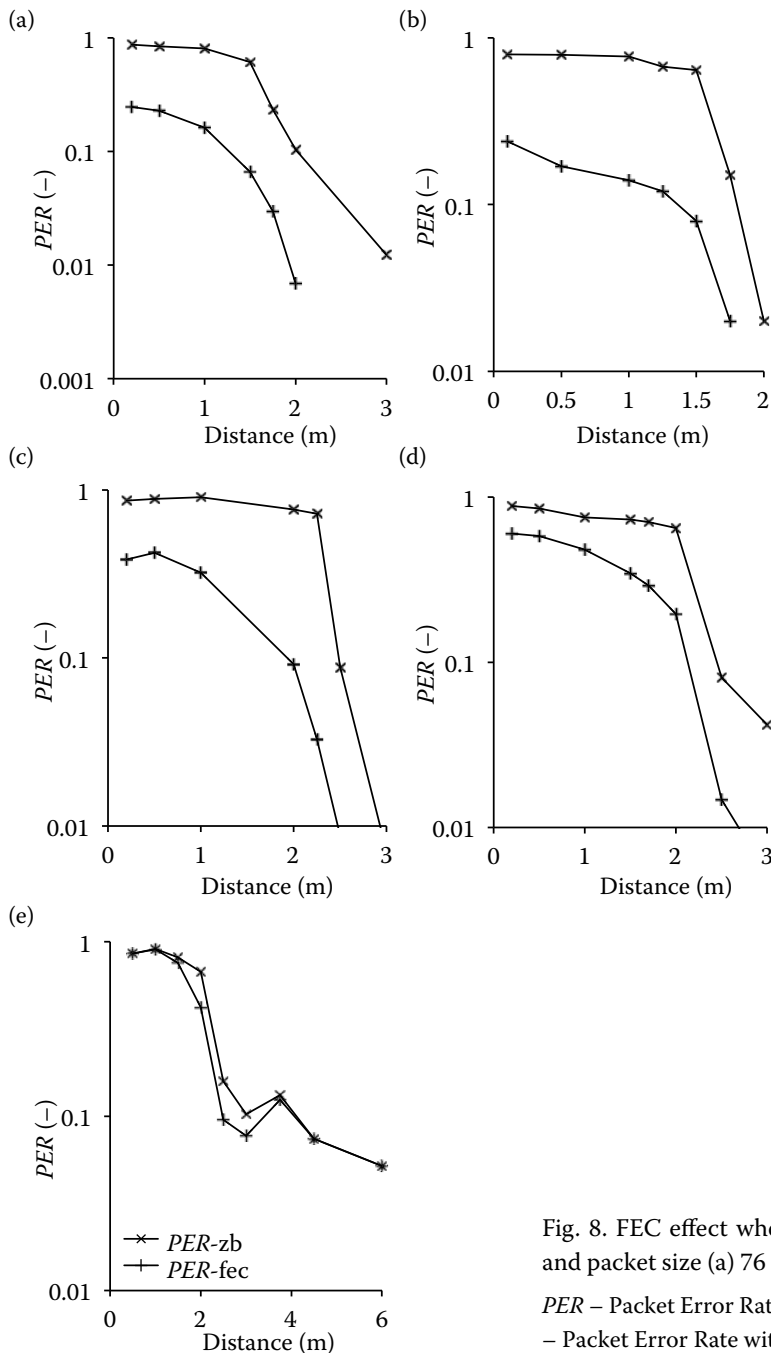 (a)
1
0.1
0.01
0.001
PER (–)
0
1
2
3
Distance (m)
(b)
1
0.1
0.01
PER (–)
0
0.5
1
1.5
2
Distance (m)
(c)
1
0.1
0.01
PER (–)
0
1
2
3
Distance (m)
(d)
1
0.1
0.01
PER (–)
0
1
2
3
Distance (m)
(e)
1
0.1
0.01
PER (–)
PER-zb
PER-fec
0
2
4
6
Distance (m)
Fig. 8. FEC effect whe
and packet size (a) 76
PER – Packet Error Rat
– Packet Error Rate wit